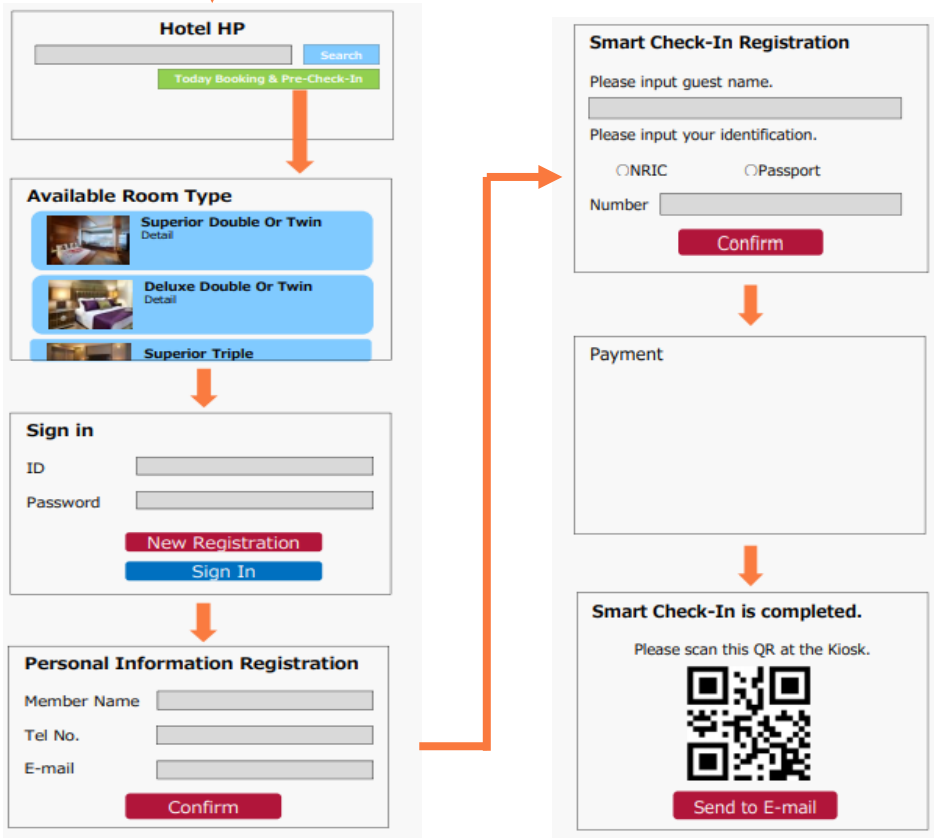 Hotel HP
Search
Today Booking & Pre-Check-In
Available Room Type
Superior Double Or Twin
Detail
Deluxe Double Or Twin
Detail
Superior Triple
Sign in
ID
Password
New Registration
Sign In
Personal Information Registration
Member Name
Tel No.
E-mail
Confirm
Smart Check-In Registration
Please input guest name.
Please input your identification.
NRIC Passport
Number
Confirm
Payment
Smart Check-In is completed.
Please scan this QR at the Kiosk.
Send to E-mail